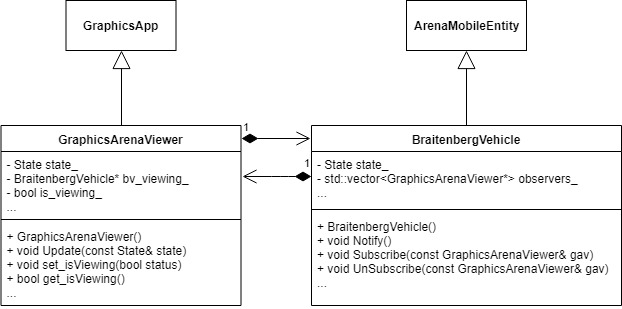 GraphicsApp
ArenaMobileEntity
GraphicsArenaViewer
- State state_
- BraitenbergVehicle* bv_viewing_
- bool is_viewing_
...
+ GraphicsArenaViewer()
+ void Update(const State& state)
+ void set_isViewing(bool status)
+ bool get_isViewing()
...
1
1
BraitenbergVehicle
- State state_
- std::vector<GraphicsArenaViewer*> observers_
...
+ BraitenbergVehicle()
+ void Notify()
+ void Subscribe(const GraphicsArenaViewer& gav)
+ void UnSubscribe(const GraphicsArenaViewer& gav)
...